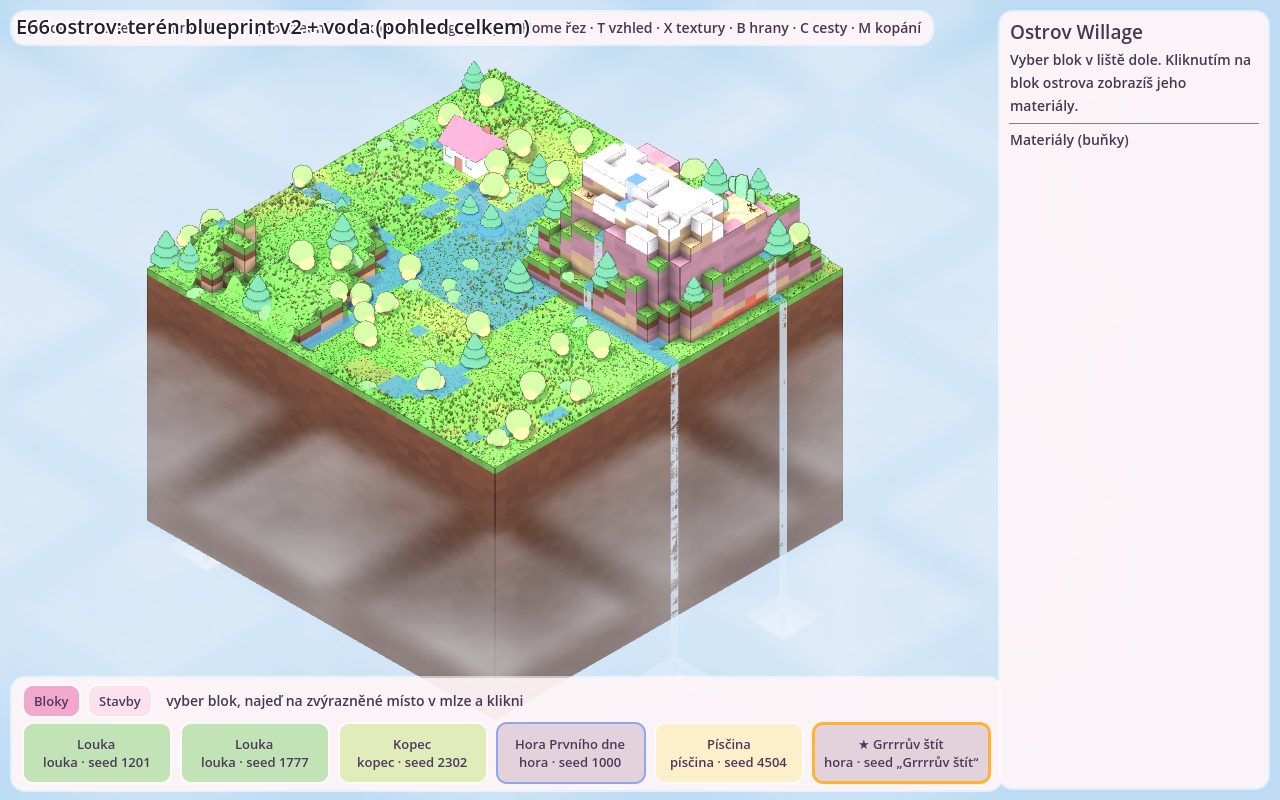 E66 ostrov: terén blueprint v2 + voda (pohled celkem)
ome řez · T vzhled · X textury · B hrany · C cesty · M kopání
Ostrov Willage
Vyber blok v liště dole. Kliknutím na
blok ostrova zobrazíš jeho
materiály.
Materiály (buňky)
Bloky
Stavby
vyber blok, najeď na zvýrazněné místo v mlze a klikni
Louka
louka · seed 1201
Louka
louka · seed 1777
Kopec
kopec · seed 2302
Hora Prvního dne
hora · seed 1000
Písčina
písčina · seed 4504
★ Grrrrův štít
hora · seed „Grrrrův štít“